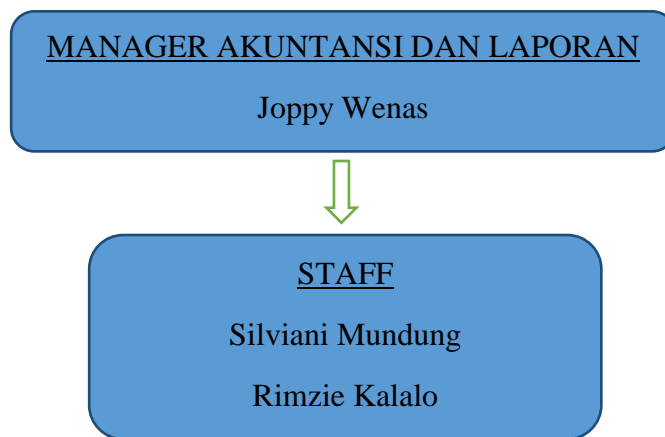 MANAGER AKUNTANSI DAN LAPORAN
Joppy Wenas
STAFF
Silviani Mundung
Rimzie Kalalo